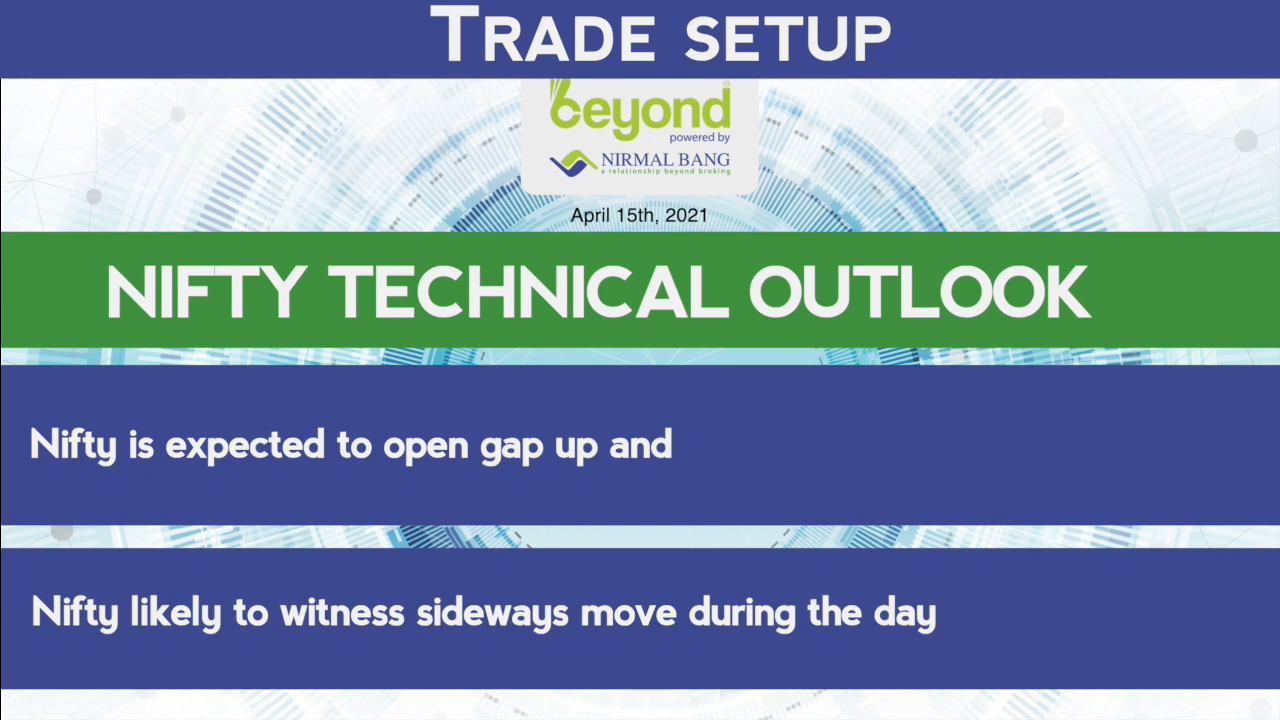 TRADE SETUP
beyond
powered by
NIRMAL BANG
a relationship beyond broking
April 15th, 2021
NIFTY TECHNICAL OUTLOOK
Nifty is expected to open gap up and
Nifty likely to witness sideways move during the day